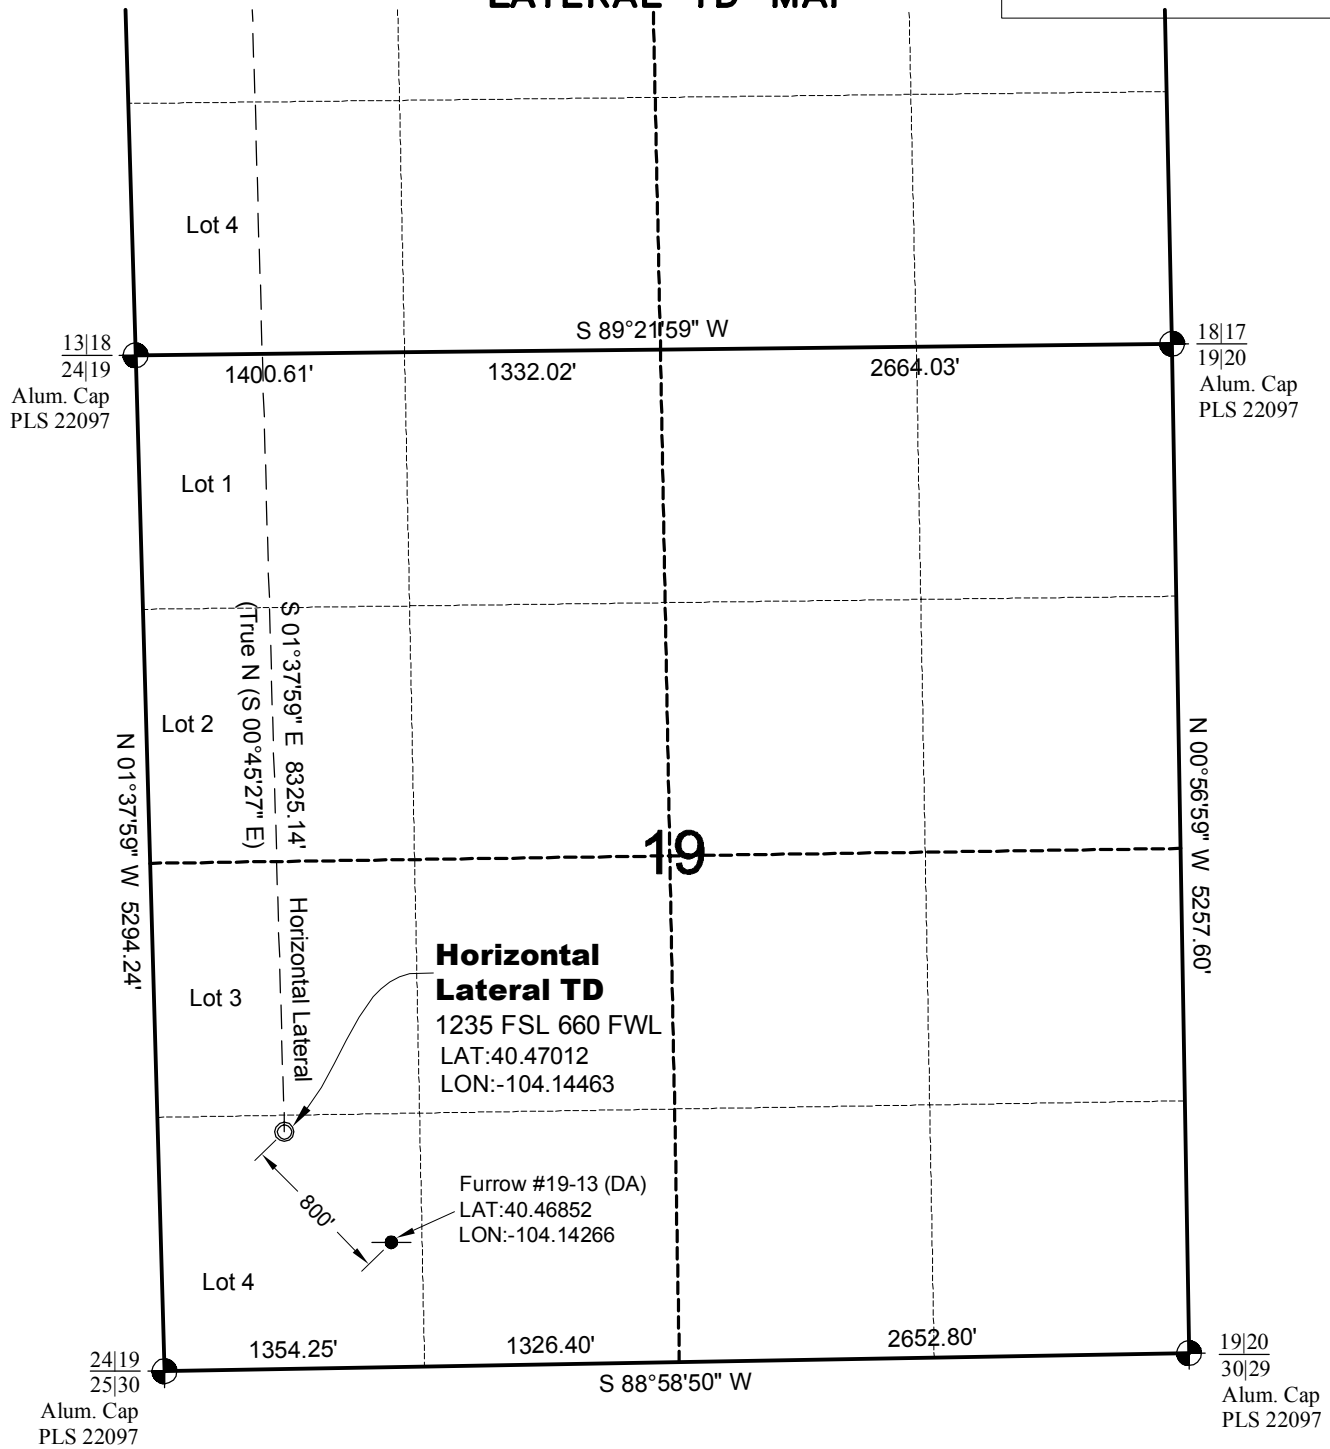 LATERAL TD MAP
Lot 4
13|18
24|19
Alum. Cap
PLS 22097
S 89°21'59" W
1400.61'
1332.02'
2664.03'
18|17
19|20
Alum. Cap
PLS 22097
Lot 1
S 01°37'59" E 8325.14'
(True N (S 00°45'27" E)
Lot 2
N 01°37'59" W 5294.24'
N 00°56'59" W 5257.60'
19
Horizontal Lateral
Lot 3
Horizontal
Lateral TD
1235 FSL 660 FWL
LAT:40.47012
LON:-104.14463
800'
Furrow #19-13 (DA)
LAT:40.46852
LON:-104.14266
Lot 4
1354.25'
1326.40'
2652.80'
S 88°58'50" W
24|19
25|30
Alum. Cap
PLS 22097
19|20
30|29
Alum. Cap
PLS 22097